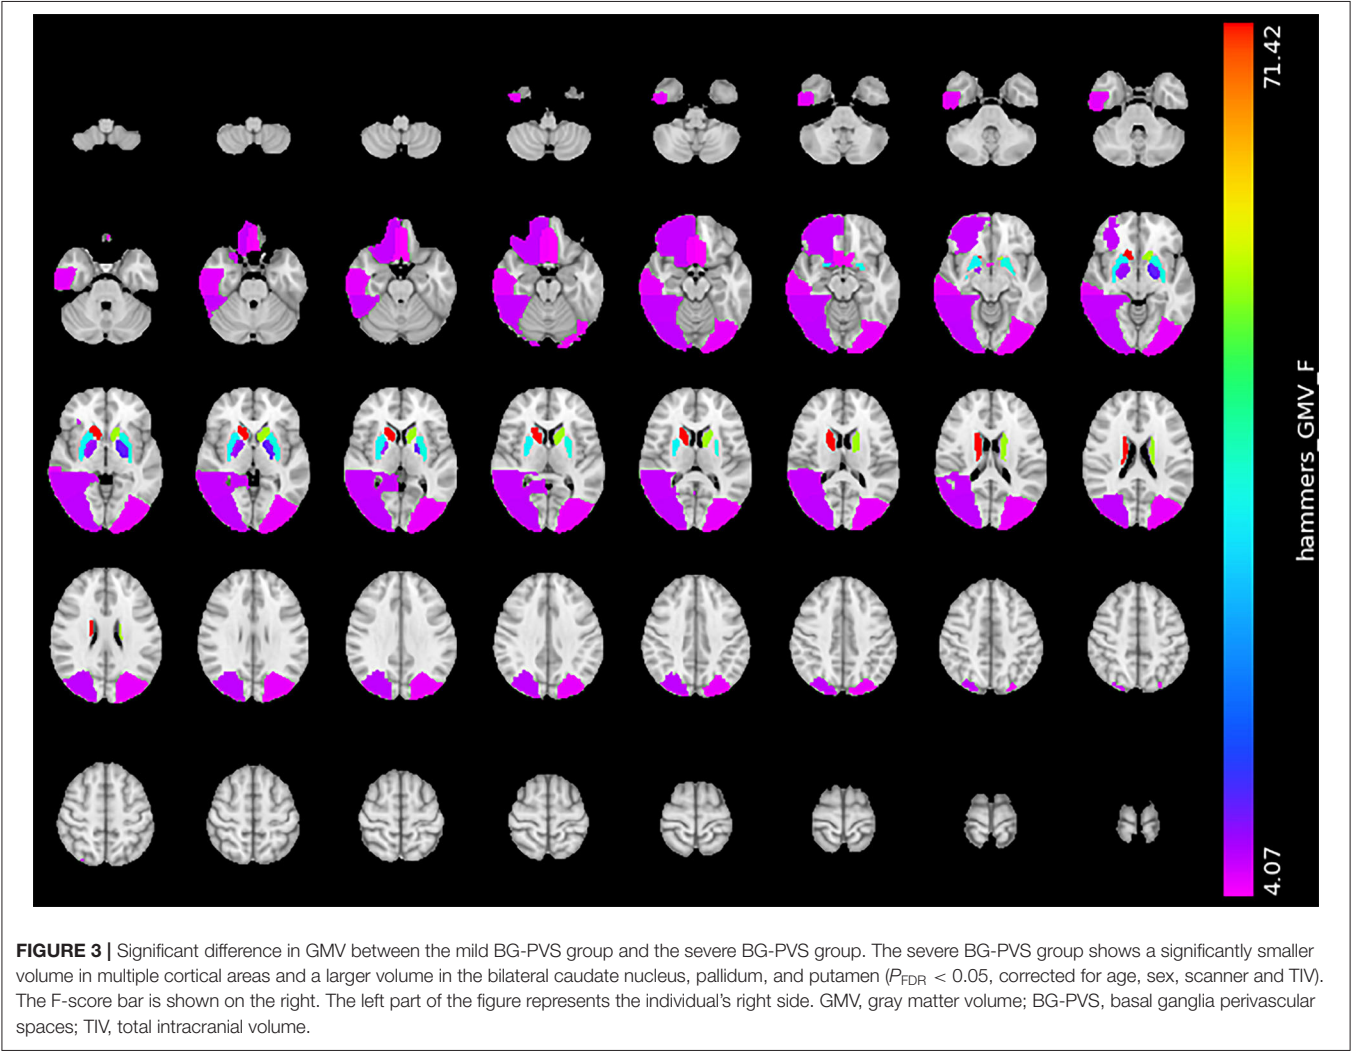 71.42
hammers_GMV_F
4.07
FIGURE 3 | Significant difference in GMV between the mild BG-PVS group and the severe BG-PVS group. The severe BG-PVS group shows a significantly smaller
volume in multiple cortical areas and a larger volume in the bilateral caudate nucleus, pallidum, and putamen (PFDR < 0.05, corrected for age, sex, scanner and TIV).
The F-score bar is shown on the right. The left part of the figure represents the individual's right side. GMV, gray matter volume; BG-PVS, basal ganglia perivascular
spaces; TIV, total intracranial volume.